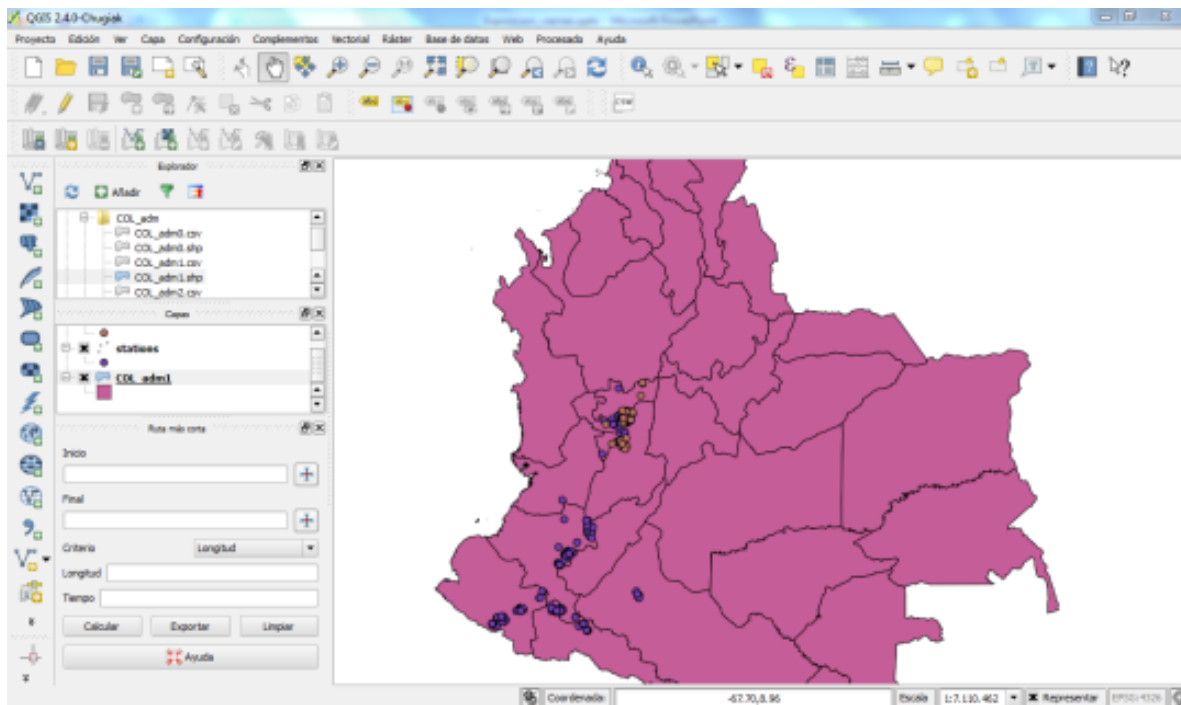 QGIS 2.4.0-Chugiak
Proyecto Edición Ver Capa Configuración Complementos Vectorial Ráster Base de datos Web Procesado Ayuda
CSW
Explorador
Añadir
COL_adm
COL_adm0.csv
COL_adm0.shp
COL_adm1.csv
COL_adm1.shp
COL_adm2.csv
Capas
stations
COL_adm1
Ruta más corta
Inicio
Final
Criterio Longitud
Longitud
Tiempo
Calcular Exportar Limpiar
Ayuda
Coordenada: -67.70,8.96 Escala 1:7.110.462 Representar EPSG:4326